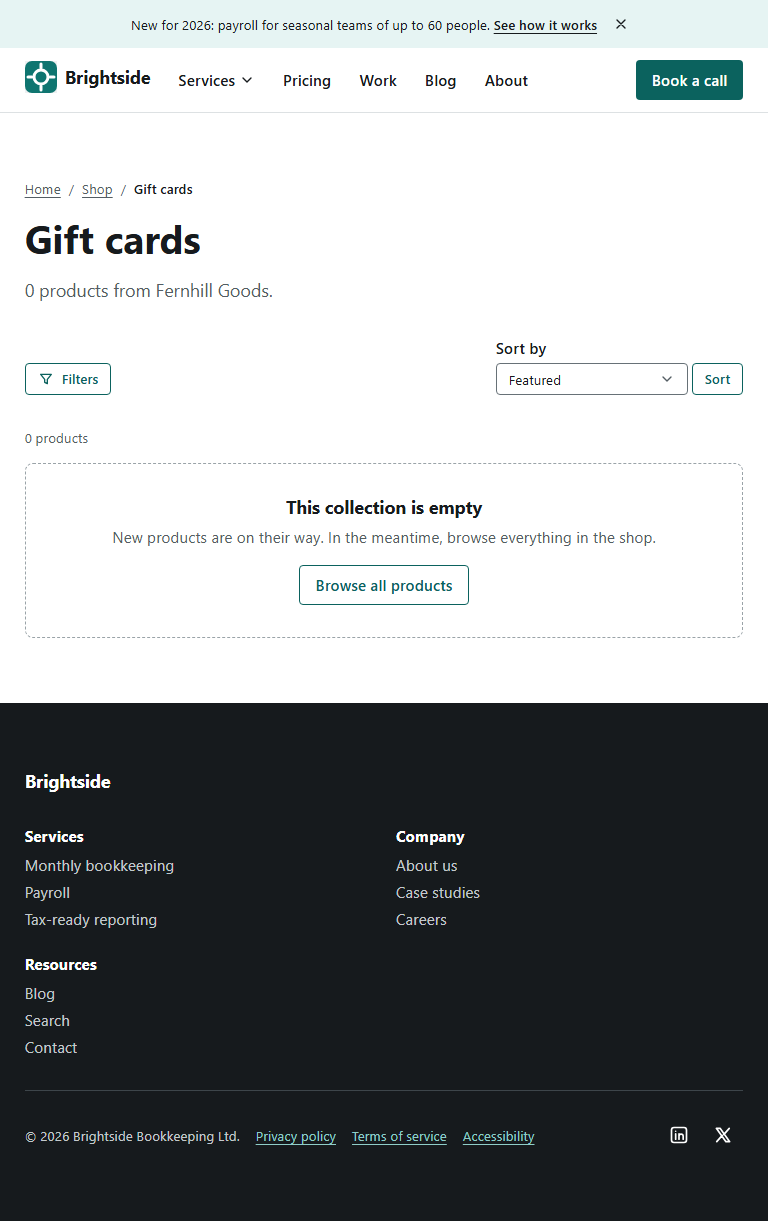 New for 2026: payroll for seasonal teams of up to 60 people. See how it works
Brightside
Services
Pricing
Work
Blog
About
Book a call
Home / Shop / Gift cards
Gift cards
0 products from Fernhill Goods.
Sort by
Filters
Featured
Sort
0 products
This collection is empty
New products are on their way. In the meantime, browse everything in the shop.
Browse all products
Brightside
Services
Monthly bookkeeping
Payroll
Tax-ready reporting
Company
About us
Case studies
Careers
Resources
Blog
Search
Contact
© 2026 Brightside Bookkeeping Ltd. Privacy policy Terms of service Accessibility